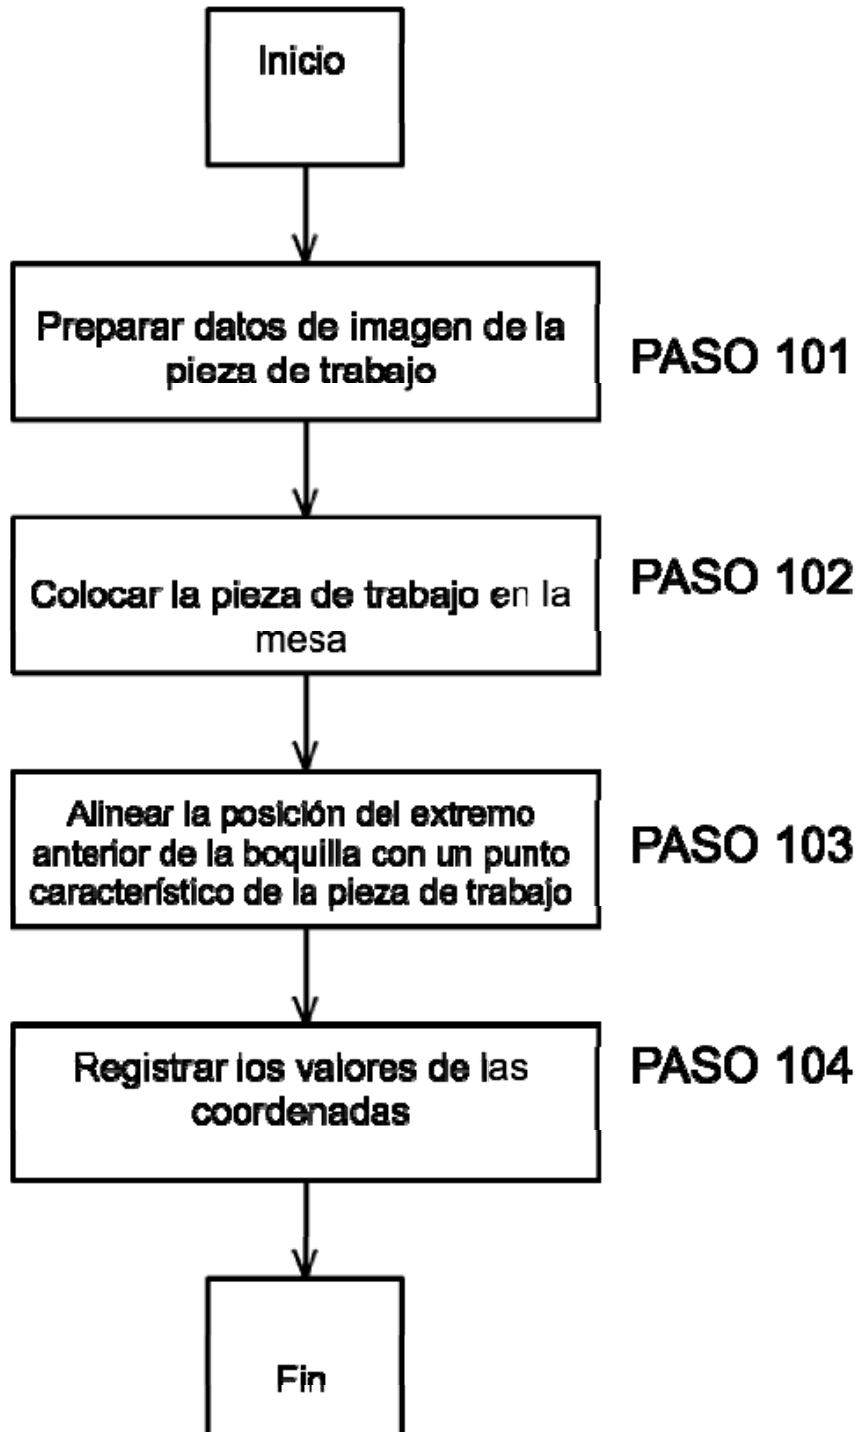 Inicio
Preparar datos de imagen de la
pieza de trabajo
PASO 101
Colocar la pieza de trabajo en la
mesa
PASO 102
Alinear la posición del extremo
anterior de la boquilla con un punto
característico de la pieza de trabajo
PASO 103
Registrar los valores de las
coordenadas
PASO 104
Fin